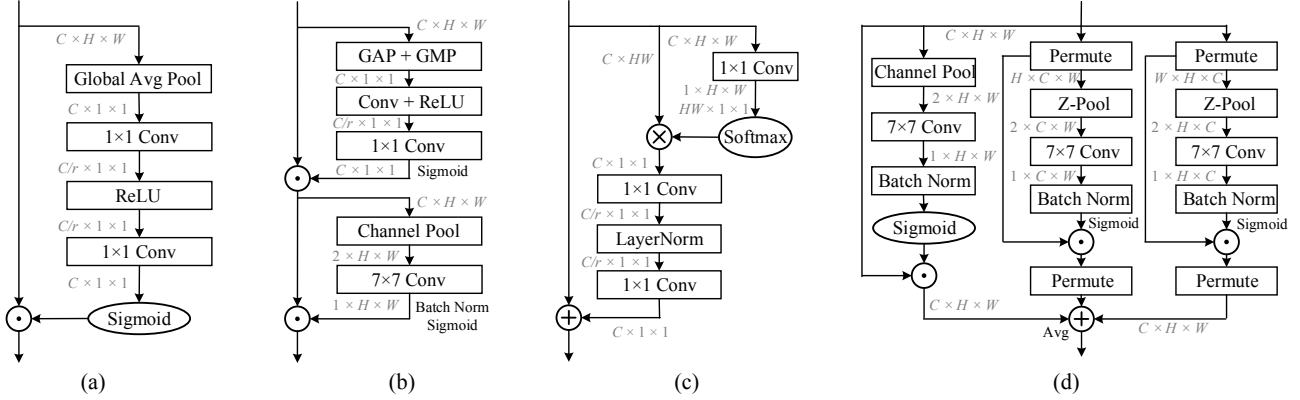 C × H × W
Global Avg Pool
C × 1 × 1
1×1 Conv
C/r × 1 × 1
ReLU
C/r × 1 × 1
1×1 Conv
C × 1 × 1
Sigmoid
(a)
C × H × W
GAP + GMP
C × 1 × 1
Conv + ReLU
C/r × 1 × 1
1×1 Conv
C × 1 × 1
Sigmoid
C × H × W
Channel Pool
2 × H × W
7×7 Conv
1 × H × W
Batch Norm
Sigmoid
(b)
C × H × W
C × HW
1×1 Conv
1 × H × W
HW × 1 × 1
Softmax
C × 1 × 1
1×1 Conv
C/r × 1 × 1
LayerNorm
C/r × 1 × 1
1×1 Conv
C × 1 × 1
(c)
C × H × W
Channel Pool
2 × H × W
7×7 Conv
1 × H × W
Batch Norm
Sigmoid
C × H × W
Permute
H × C × W
Z-Pool
2 × C × W
7×7 Conv
1 × C × W
Batch Norm
Sigmoid
Permute
Avg
Permute
W × H × C
Z-Pool
2 × H × C
7×7 Conv
1 × H × C
Batch Norm
Sigmoid
Permute
C × H × W
(d)